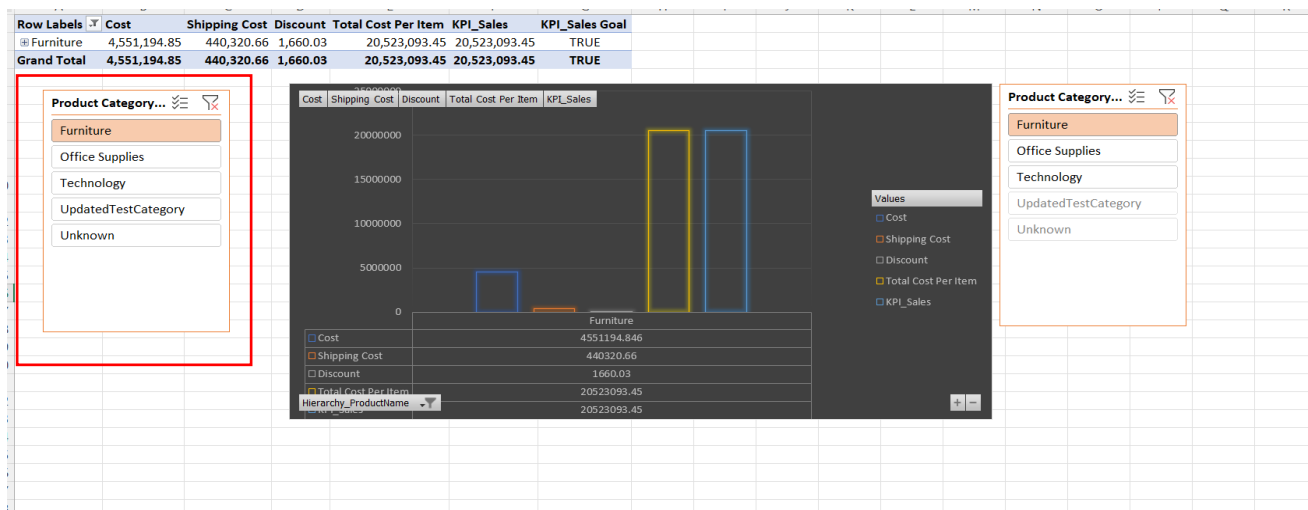 Row Labels Cost Shipping Cost Discount Total Cost Per Item KPI_Sales KPI_Sales Goal
Furniture 4,551,194.85 440,320.66 1,660.03 20,523,093.45 20,523,093.45 TRUE
Grand Total 4,551,194.85 440,320.66 1,660.03 20,523,093.45 20,523,093.45 TRUE
Product Category...
Furniture
Office Supplies
Technology
UpdatedTestCategory
Unknown
25000000
Cost Shipping Cost Discount Total Cost Per Item KPI_Sales
20000000
15000000
10000000
5000000
0
Furniture
Cost 4551194.846
Shipping Cost 440320.66
Discount 1660.03
Total Cost Per Item 20523093.45
KPI_Sales 20523093.45
Hierarchy_ProductName
Values
Cost
Shipping Cost
Discount
Total Cost Per Item
KPI_Sales
+ −
Product Category...
Furniture
Office Supplies
Technology
UpdatedTestCategory
Unknown